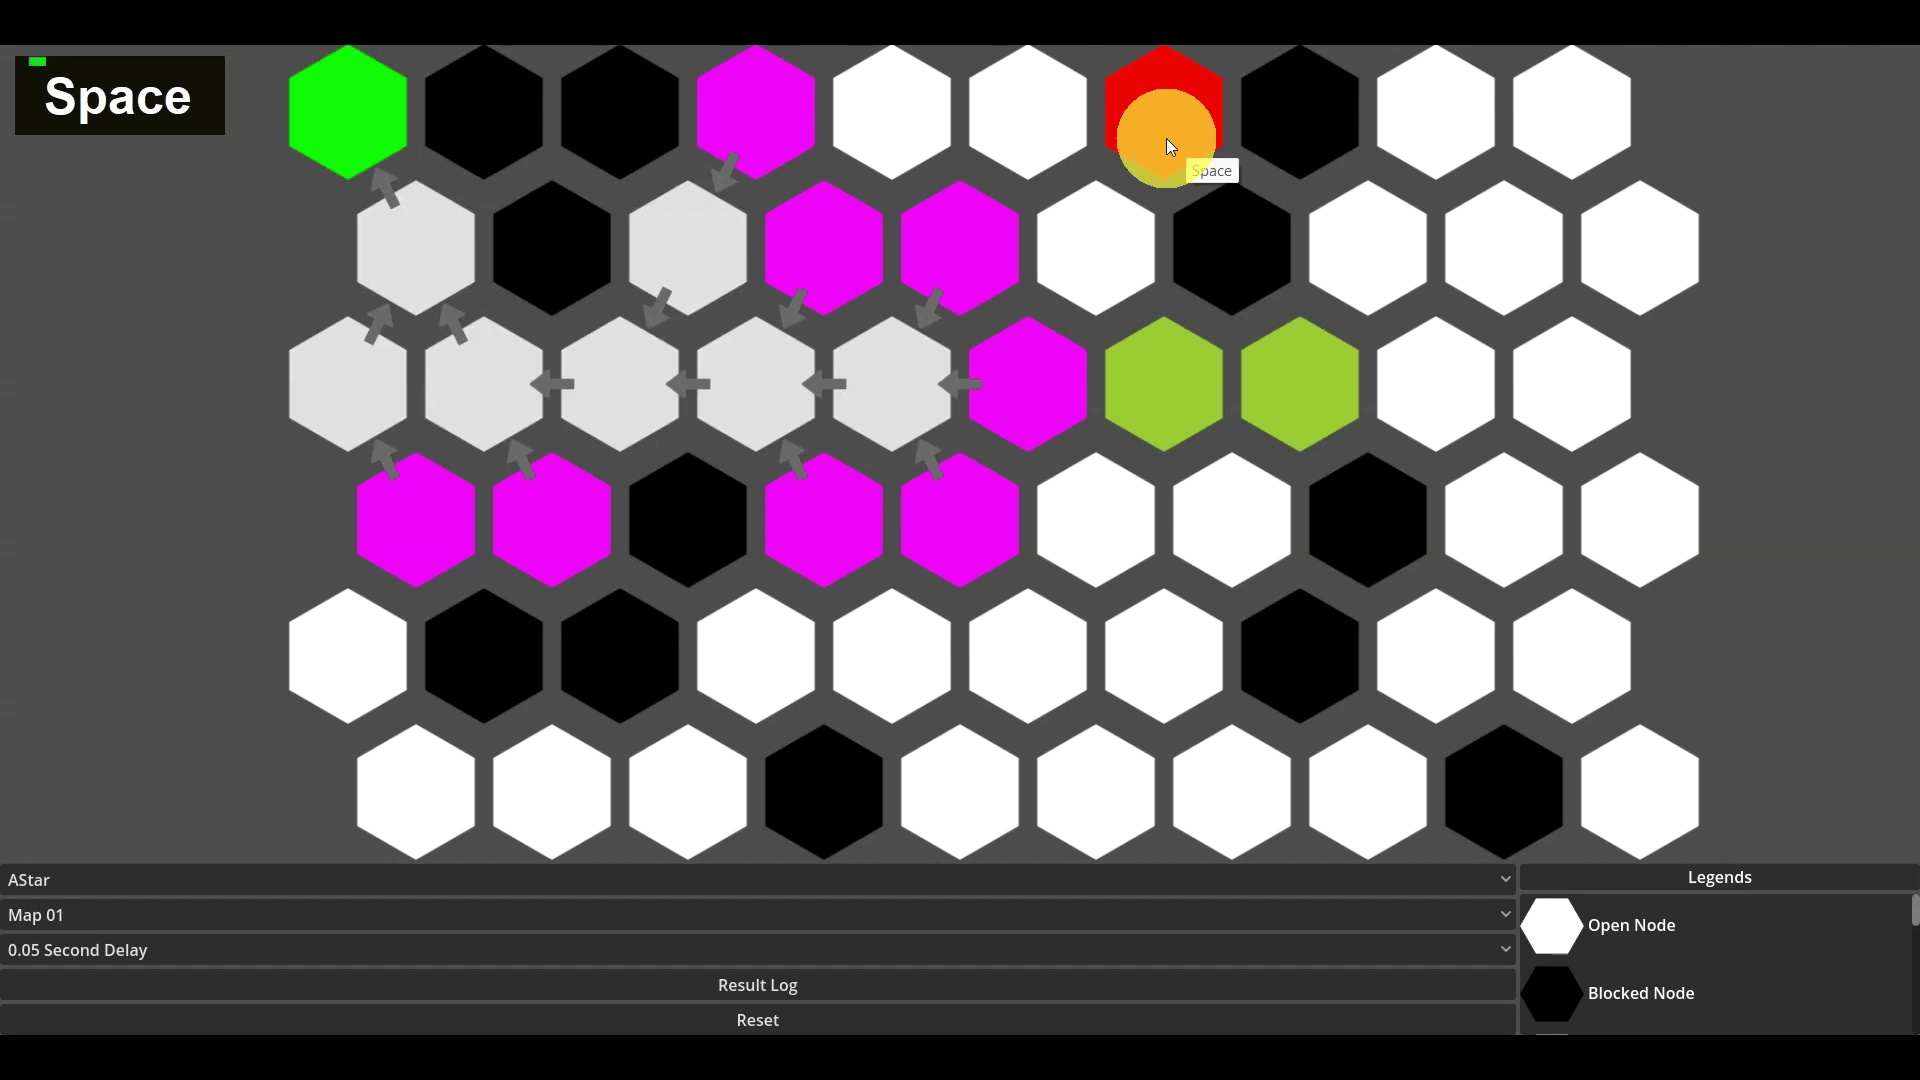 Space
Space
AStar
Map 01
0.05 Second Delay
Result Log
Reset
Legends
Open Node
Blocked Node